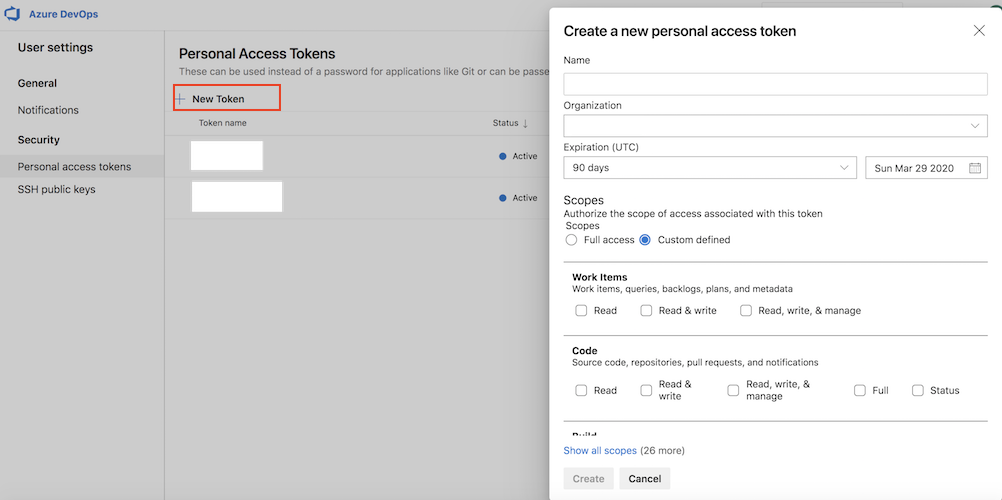 Azure DevOps
User settings
General
Notifications
Security
Personal access tokens
SSH public keys
Personal Access Tokens
These can be used instead of a password for applications like Git or can be passe
+ New Token
Token name
Status ↓
Active
Active
Create a new personal access token
Name
Organization
Expiration (UTC)
90 days
Sun Mar 29 2020
Scopes
Authorize the scope of access associated with this token
Scopes
Full access
Custom defined
Work Items
Work items, queries, backlogs, plans, and metadata
Read
Read & write
Read, write, & manage
Code
Source code, repositories, pull requests, and notifications
Read
Read &
write
Read, write, &
manage
Full
Status
Build
Show all scopes (26 more)
Create
Cancel